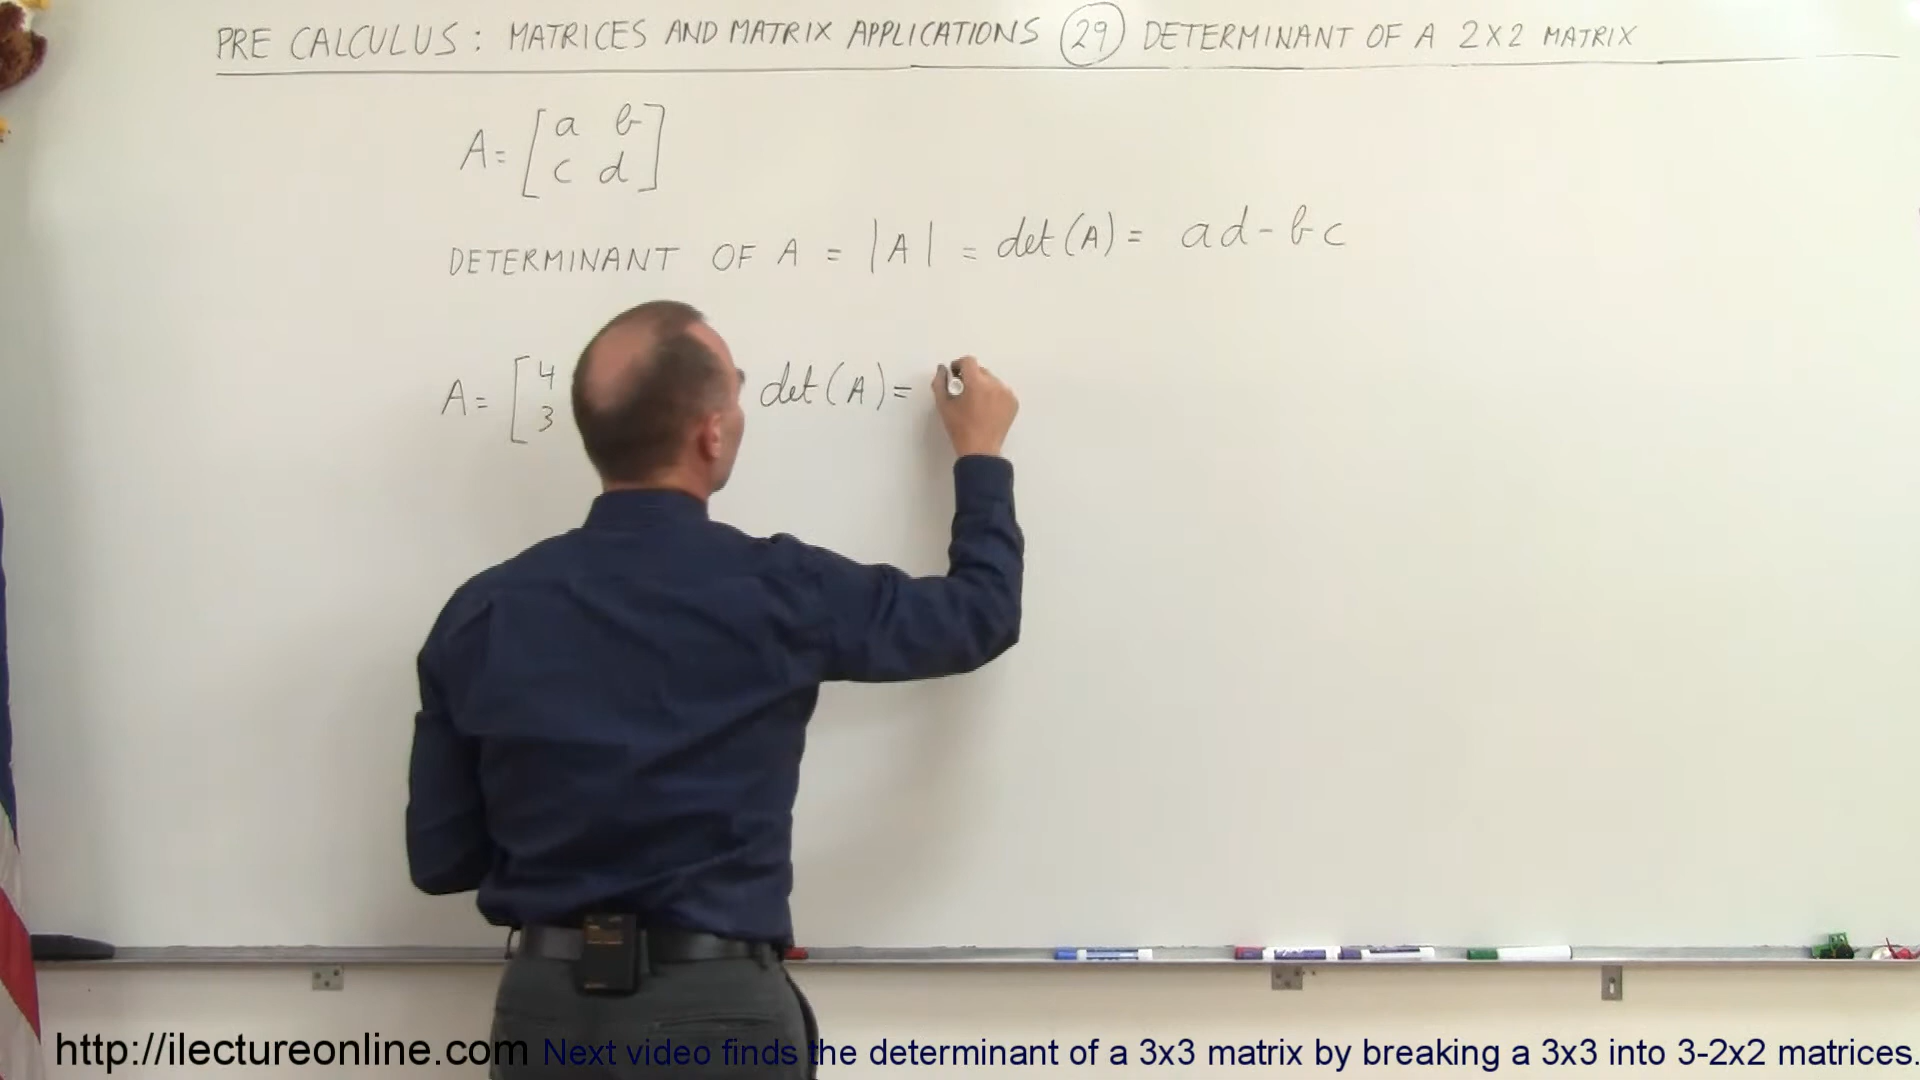 PRE CALCULUS: MATRICES AND MATRIX APPLICATIONS 29 DETERMINANT OF A 2X2 MATRIX
A = [a b
c d]
DETERMINANT OF A = |A| = det(A) = ad-bc
A = [4
3
det(A) =
http://ilectureonline.com Next video finds the determinant of a 3x3 matrix by breaking a 3x3 into 3-2x2 matrices.